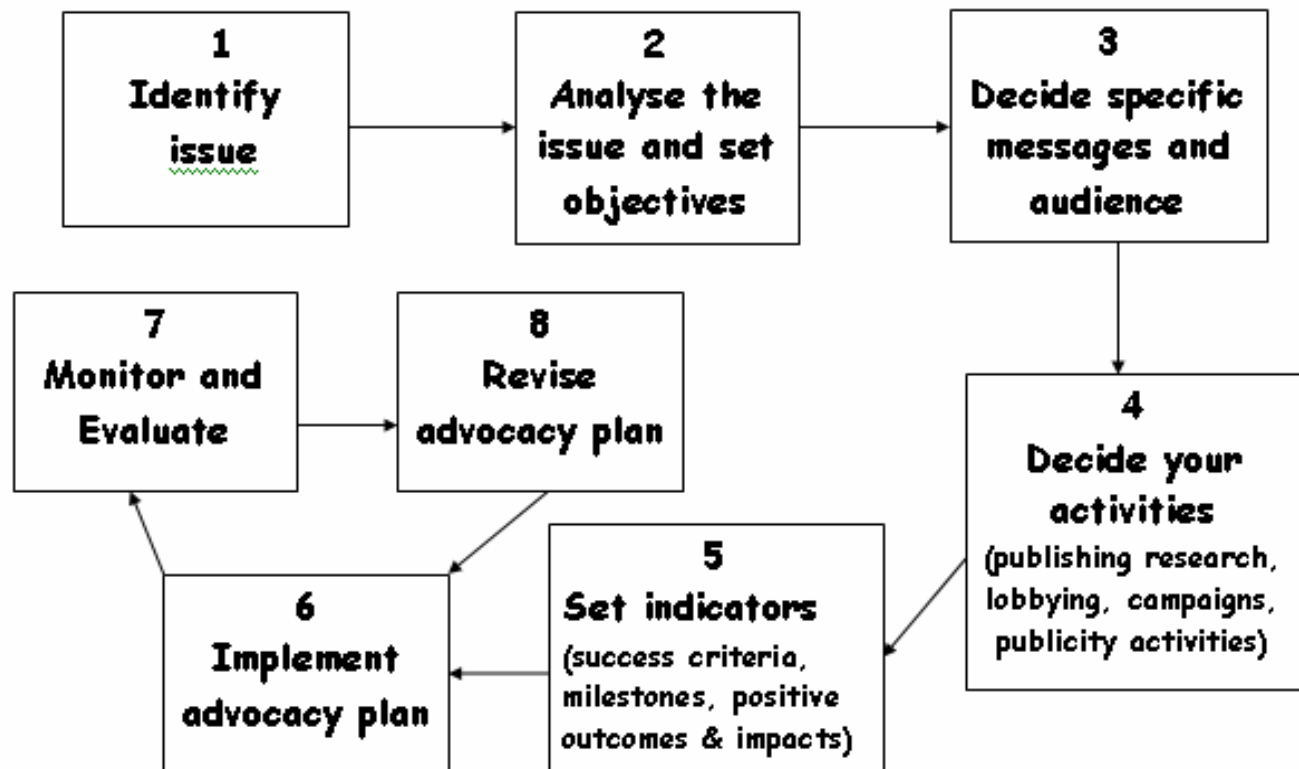 1
Identify
issue
2
Analyse the
issue and set
objectives
3
Decide specific
messages and
audience
4
Decide your
activities
(publishing research,
lobbying, campaigns,
publicity activities)
5
Set indicators
(success criteria,
milestones, positive
outcomes & impacts)
6
Implement
advocacy plan
7
Monitor and
Evaluate
8
Revise
advocacy plan